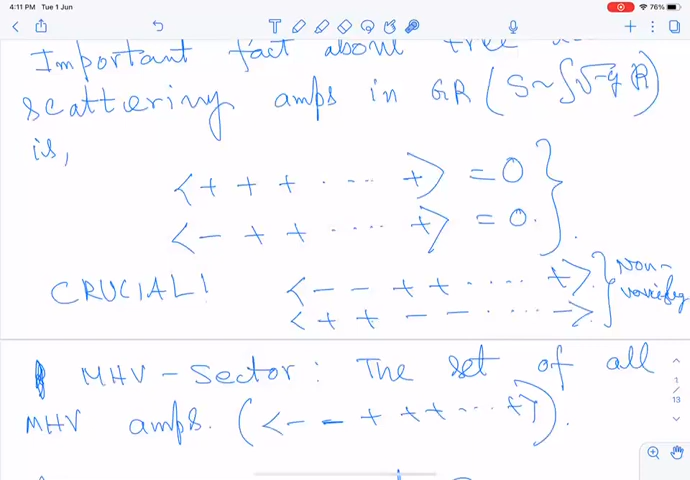 4:11 PM Tue 1 Jun
76%
Important fact about tree
scattering amps in GR (S~∫√-g R)
is,
<+ + + ..... +> = 0
<- + + ..... +> = 0.
CRUCIAL! <- - + + ..... +>
<+ + - - ..... ->
Non-
MHV-Sector: The set of all
MHV amps. (<- - + + + ... +>).
1
/
13